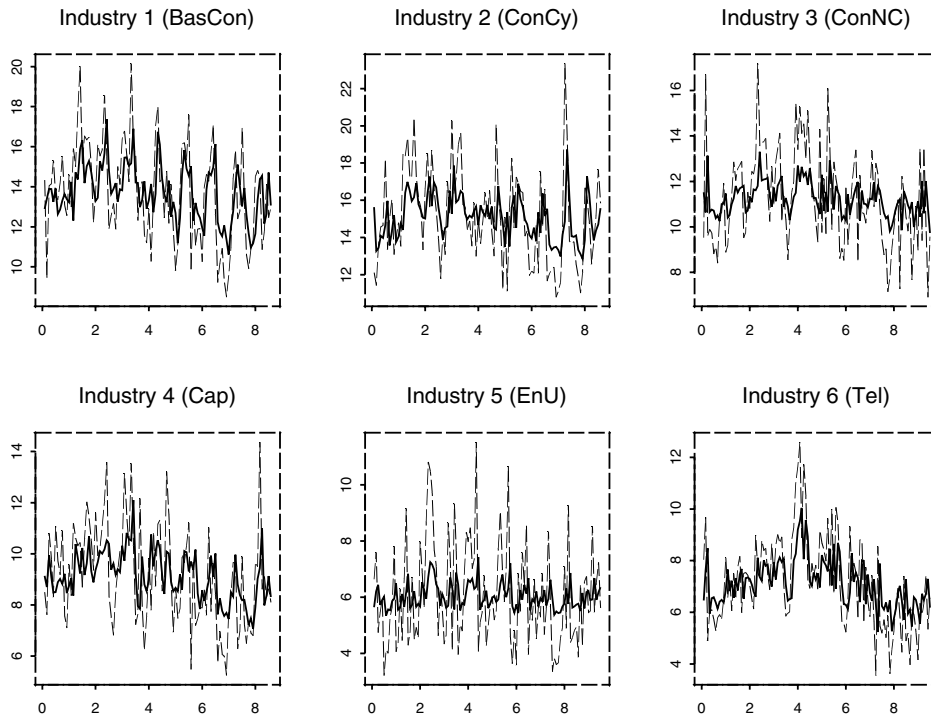 Industry 1 (BasCon)
Industry 2 (ConCy)
Industry 3 (ConNC)
20
18
16
14
12
10
0 2 4 6 8
22
20
18
16
14
12
0 2 4 6 8
16
14
12
10
8
0 2 4 6 8
Industry 4 (Cap)
Industry 5 (EnU)
Industry 6 (Tel)
14
12
10
8
6
0 2 4 6 8
10
8
6
4
0 2 4 6 8
12
10
8
6
4
0 2 4 6 8